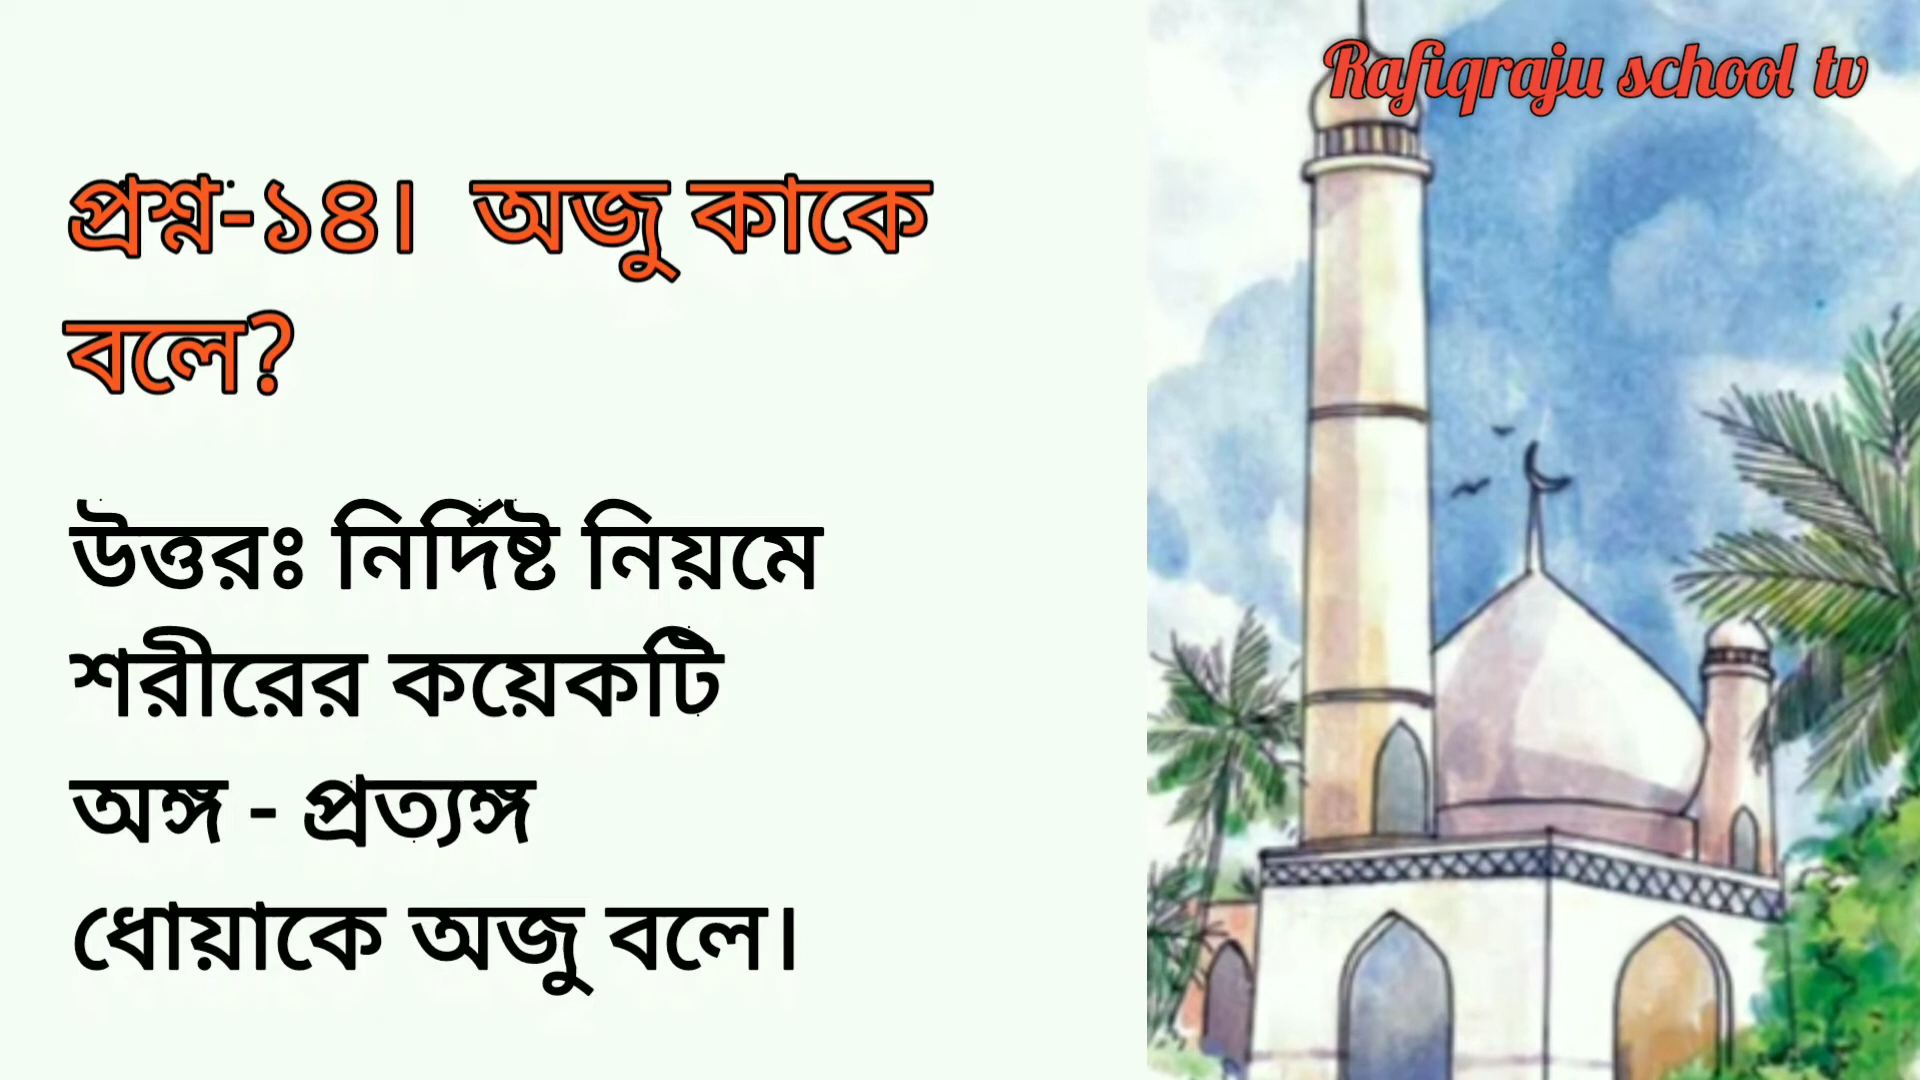 Rafiqraju school tv
প্রশ্ন-১৪। অজু কাকে
বলে?
উত্তরঃ নির্দিষ্ট নিয়মে
শরীরের কয়েকটি
অঙ্গ - প্রত্যঙ্গ
ধোয়াকে অজু বলে।